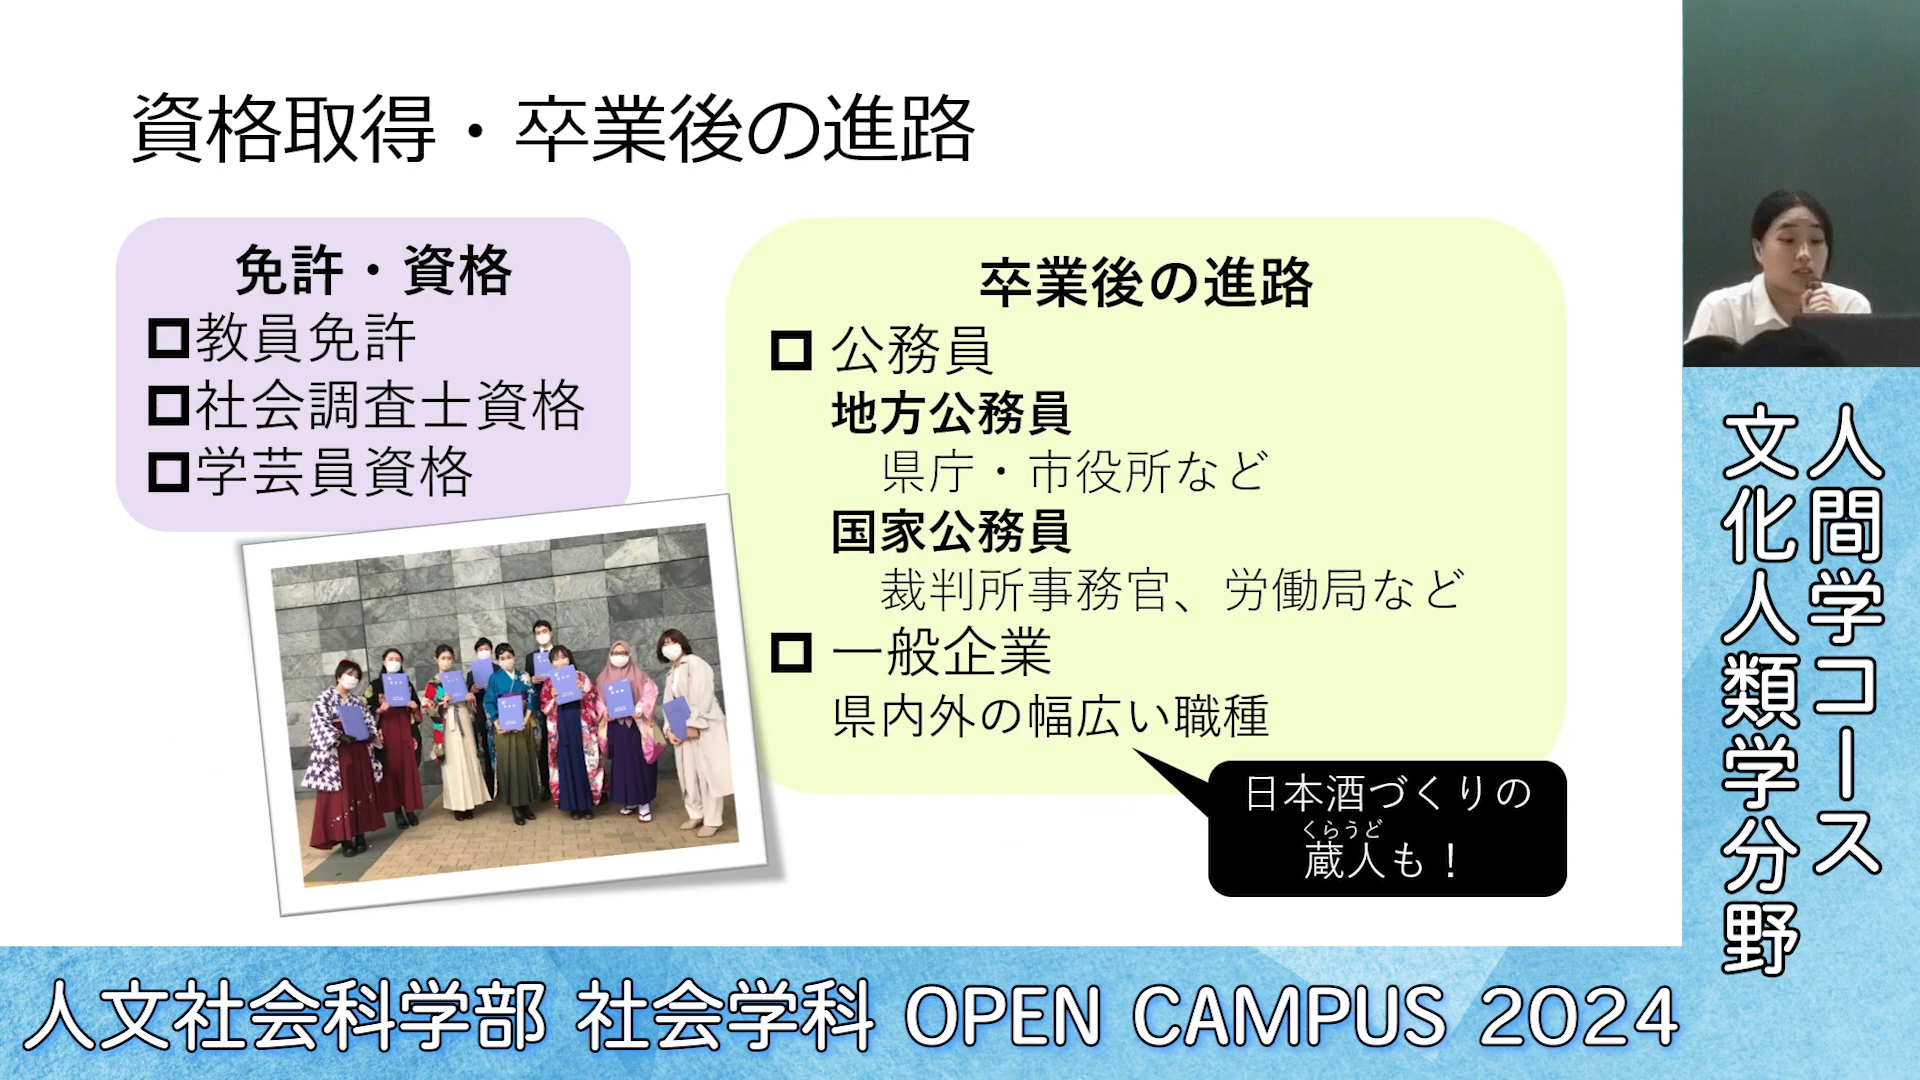 資格取得・卒業後の進路
免許・資格
教員免許
社会調査士資格
学芸員資格
卒業後の進路
公務員
地方公務員
県庁・市役所など
国家公務員
裁判所事務官、労働局など
一般企業
県内外の幅広い職種
日本酒づくりの
くらうど
蔵人も！
人間学コース
文化人類学分野
人文社会科学部 社会学科 OPEN CAMPUS 2024